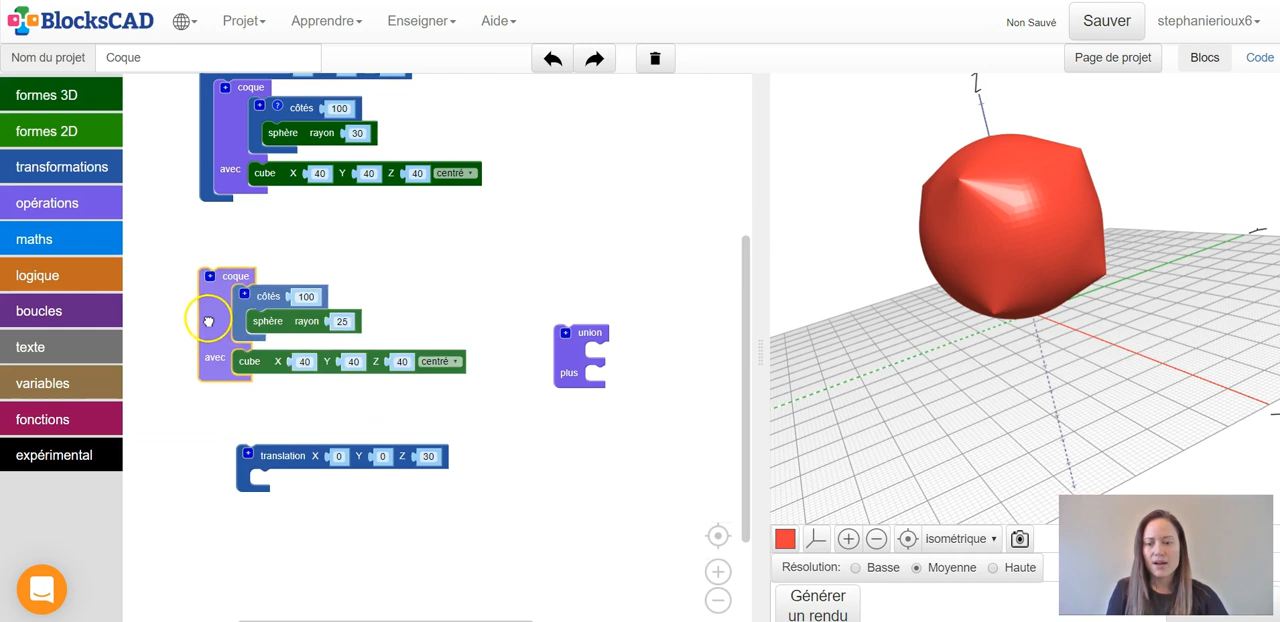 BlocksCAD Projet Apprendre Enseigner Aide Non Sauvé Sauver stephanierioux6
Nom du projet Coque Page de projet Blocs Code
formes 3D
formes 2D
transformations
opérations
maths
logique
boucles
texte
variables
fonctions
expérimental
coque
? côtés 100
sphère rayon 30
avec cube X 40 Y 40 Z 40 centré
coque
côtés 100
sphère rayon 25
avec cube X 40 Y 40 Z 40 centré
union
plus
translation X 0 Y 0 Z 30
Z
isométrique
Résolution: Basse Moyenne Haute
Générer
un rendu